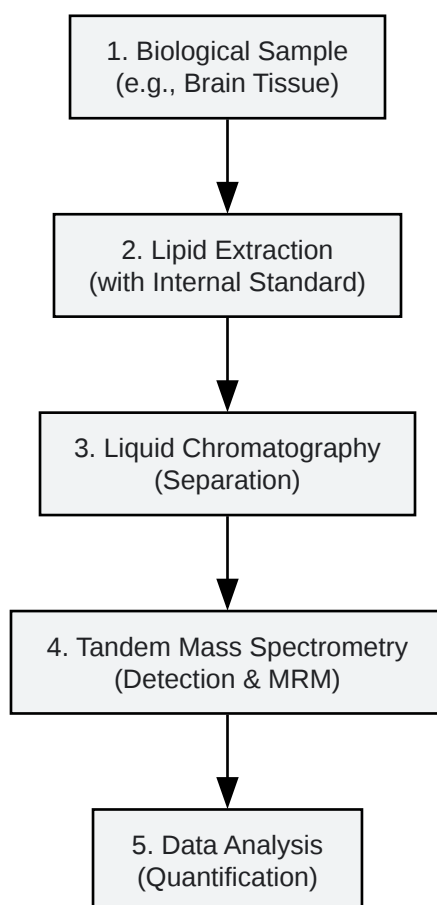 1. Biological Sample
(e.g., Brain Tissue)
2. Lipid Extraction
(with Internal Standard)
3. Liquid Chromatography
(Separation)
4. Tandem Mass Spectrometry
(Detection & MRM)
5. Data Analysis
(Quantification)